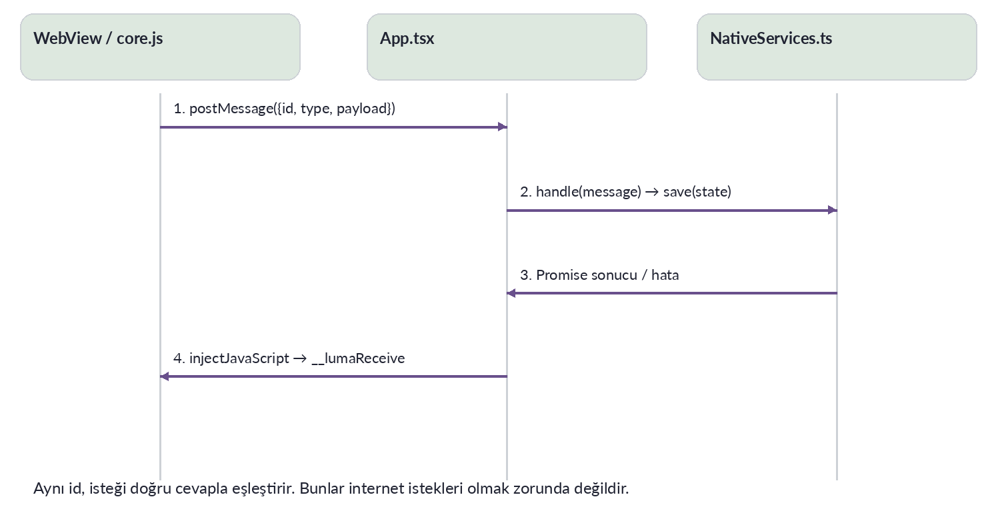 WebView / core.js
App.tsx
NativeServices.ts
1. postMessage({id, type, payload})
2. handle(message) → save(state)
3. Promise sonucu / hata
4. injectJavaScript → __lumaReceive
Aynı id, isteği doğru cevapla eşleştirir. Bunlar internet istekleri olmak zorunda değildir.